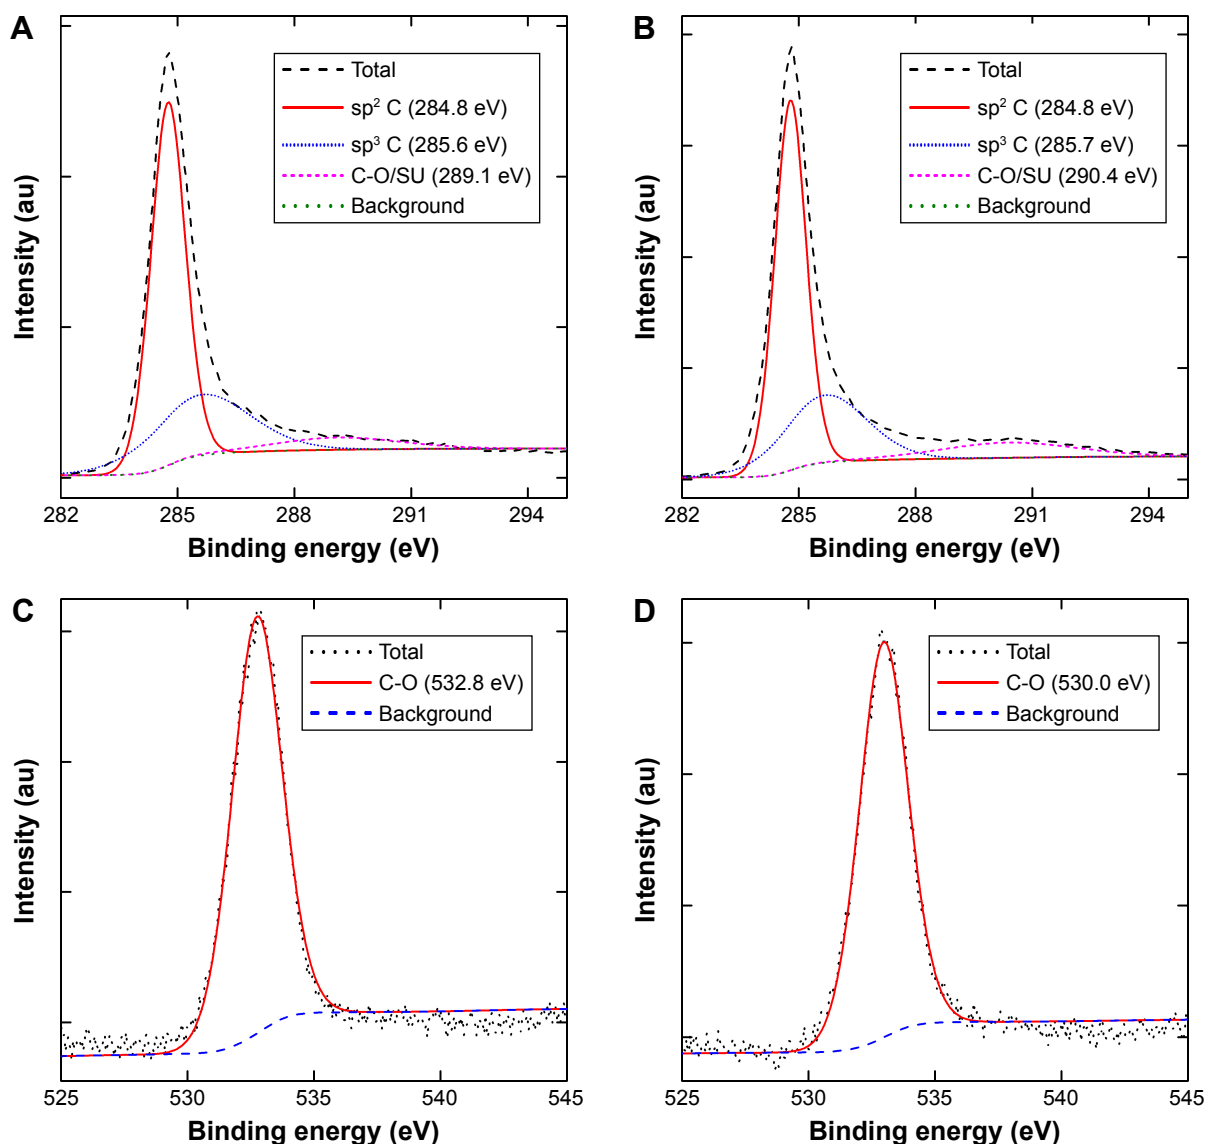 A
Total
sp² C (284.8 eV)
sp³ C (285.6 eV)
C-O/SU (289.1 eV)
Background
Intensity (au)
282 285 288 291 294
Binding energy (eV)
B
Total
sp² C (284.8 eV)
sp³ C (285.7 eV)
C-O/SU (290.4 eV)
Background
Intensity (au)
282 285 288 291 294
Binding energy (eV)
C
Total
C-O (532.8 eV)
Background
Intensity (au)
525 530 535 540 545
Binding energy (eV)
D
Total
C-O (530.0 eV)
Background
Intensity (au)
525 530 535 540 545
Binding energy (eV)